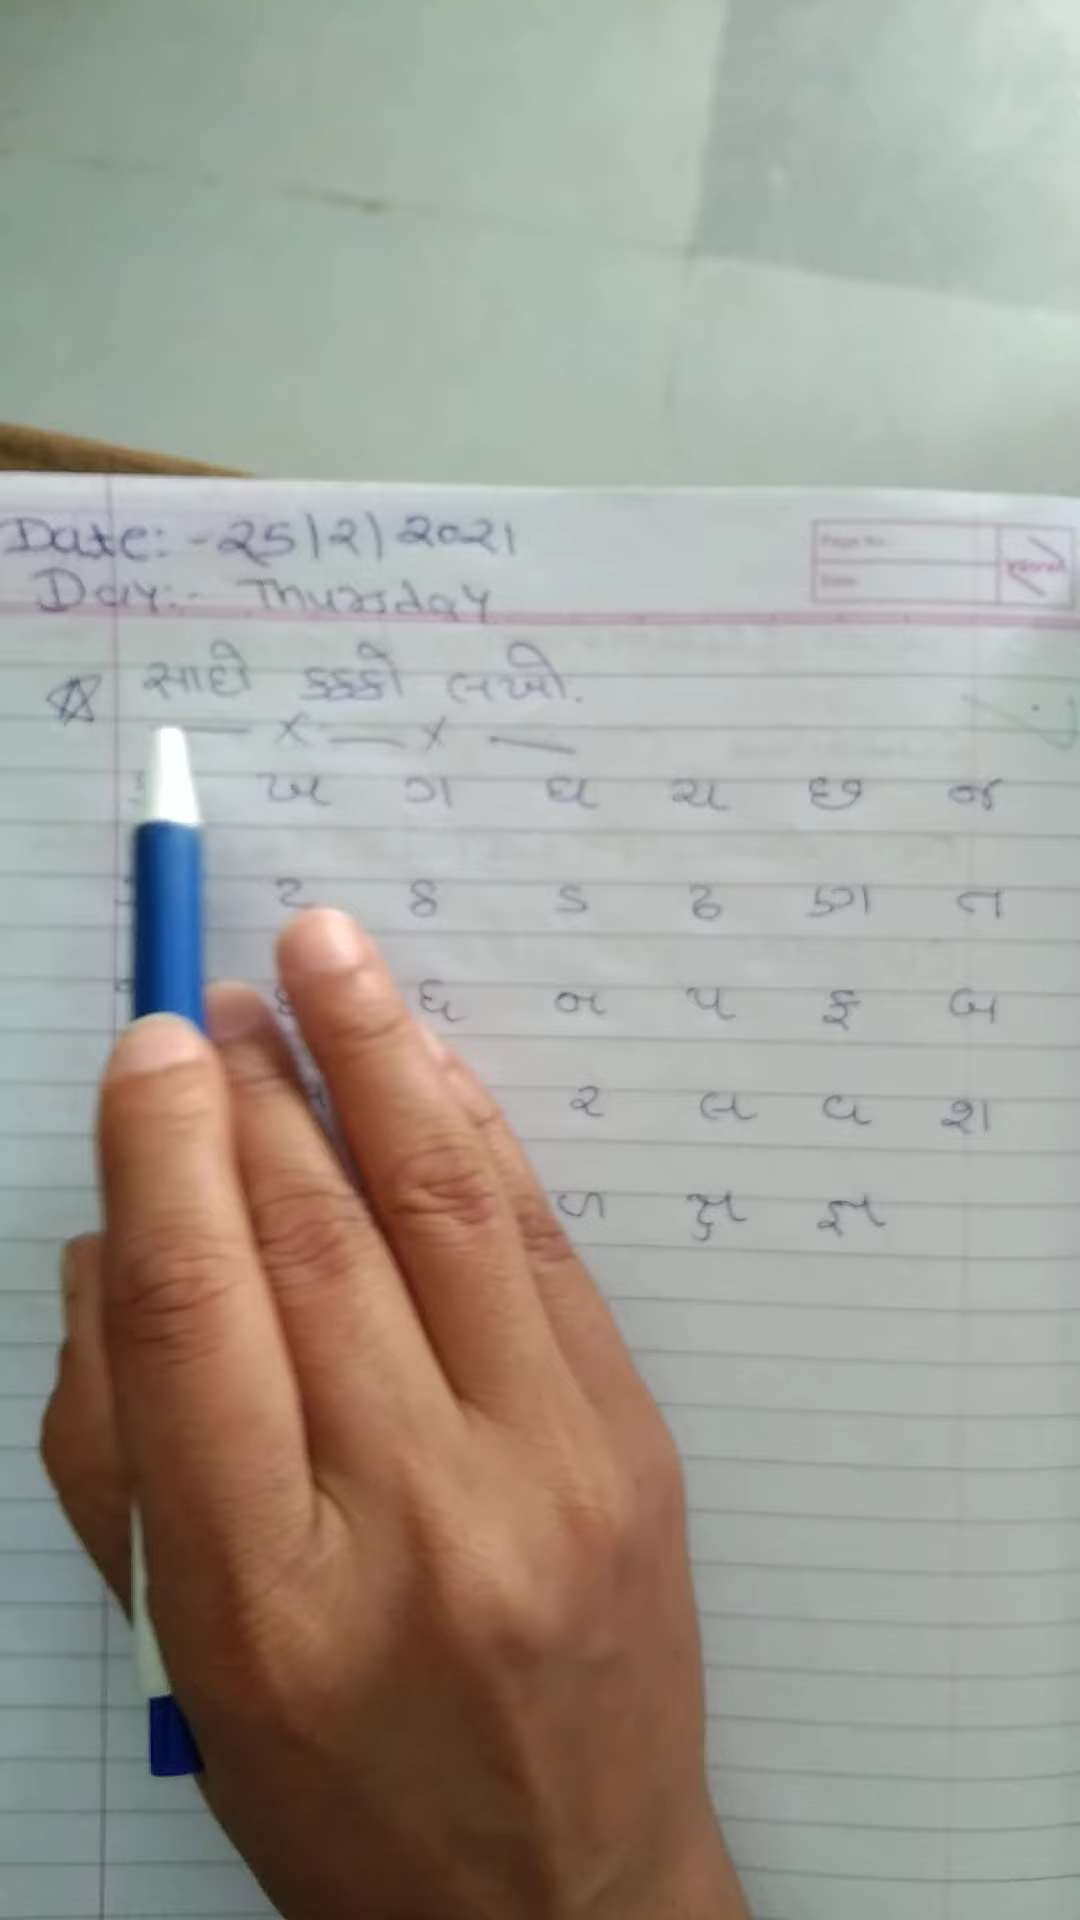 Date:- 25/2/2021
Day:- Thursday
સાદો કક્કો લખો.
ખ ગ ઘ ચ છ જ
ટ ઠ ડ ઢ ણ ત
ધ ન પ ફ બ
ર લ વ શ
ળ ક્ષ જ્ઞ